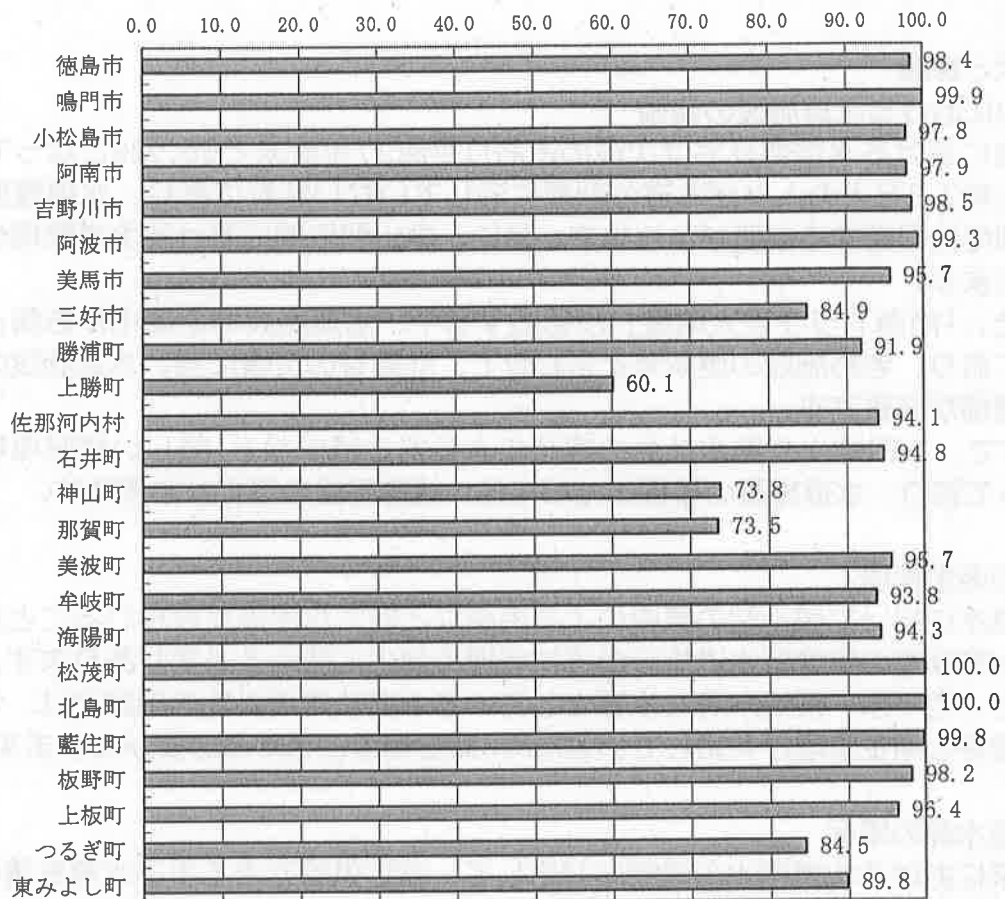 0.0 10.0 20.0 30.0 40.0 50.0 60.0 70.0 80.0 90.0 100.0
徳島市 98.4
鳴門市 99.9
小松島市 97.8
阿南市 97.9
吉野川市 98.5
阿波市 99.3
美馬市 95.7
三好市 84.9
勝浦町 91.9
上勝町 60.1
佐那河内村 94.1
石井町 94.8
神山町 73.8
那賀町 73.5
美波町 95.7
牟岐町 93.8
海陽町 94.3
松茂町 100.0
北島町 100.0
藍住町 99.8
板野町 98.2
上板町 96.4
つるぎ町 84.5
東みよし町 89.8